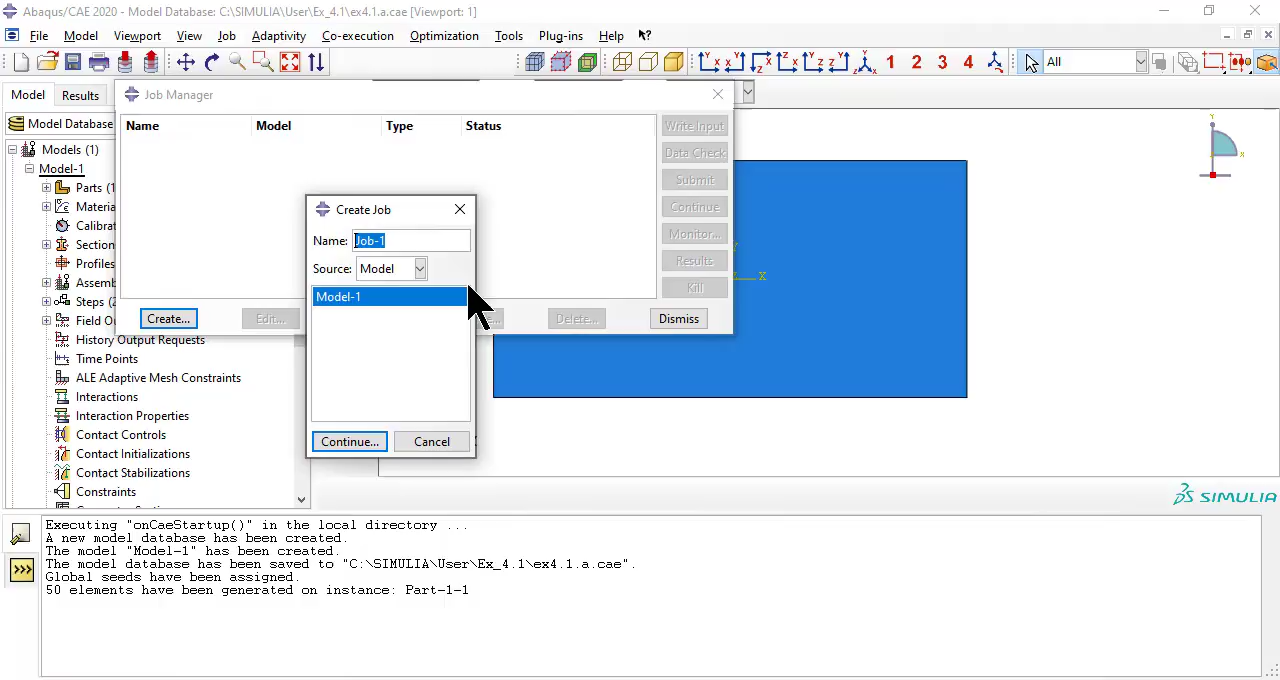 Abaqus/CAE 2020 - Model Database: C:\SIMULIA\User\Ex_4.1\ex4.1.a.cae [Viewport: 1]
File Model Viewport View Job Adaptivity Co-execution Optimization Tools Plug-ins Help
All
1 2 3 4
Model Results
Job Manager
Model Database
Name Model Type Status
Write Input
Data Check
Submit
Continue
Monitor...
Results
Kill
Create... Edit... Delete... Dismiss
Create Job
Name: Job-1
Source: Model
Model-1
Continue... Cancel
Models (1)
Model-1
Parts (1
Materia
Calibrat
Section
Profiles
Assemb
Steps (2
Field Ou
History Output Requests
Time Points
ALE Adaptive Mesh Constraints
Interactions
Interaction Properties
Contact Controls
Contact Initializations
Contact Stabilizations
Constraints
Y
X
X
SIMULIA
Executing "onCaeStartup()" in the local directory ...
A new model database has been created.
The model "Model-1" has been created.
The model database has been saved to "C:\SIMULIA\User\Ex_4.1\ex4.1.a.cae".
Global seeds have been assigned.
50 elements have been generated on instance: Part-1-1
>>>